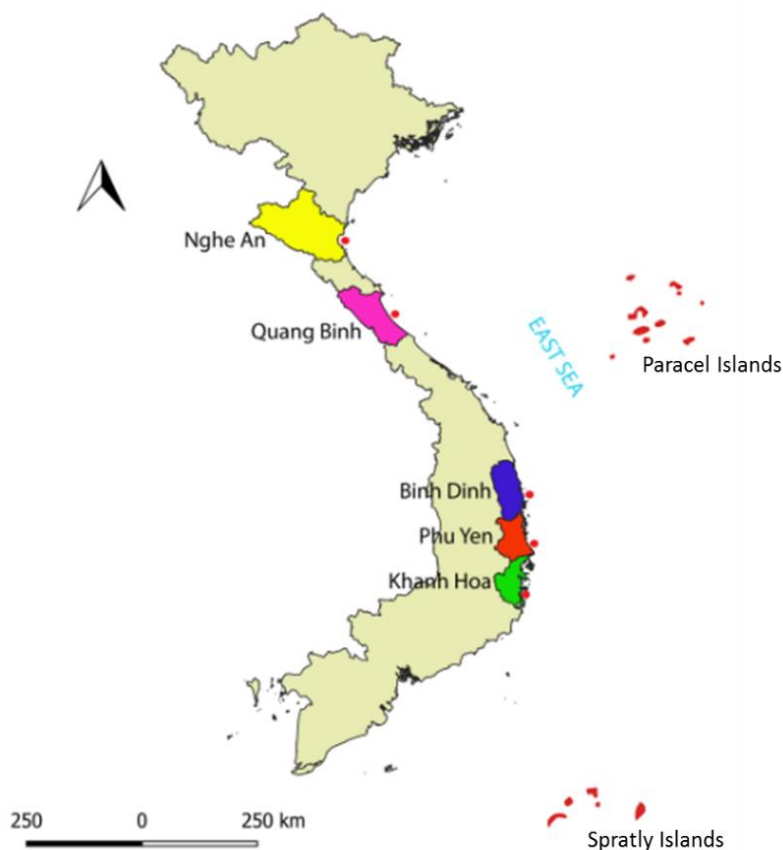 Nghe An
Quang Binh
EAST SEA
Paracel Islands
Binh Dinh
Phu Yen
Khanh Hoa
250 0 250 km
Spratly Islands